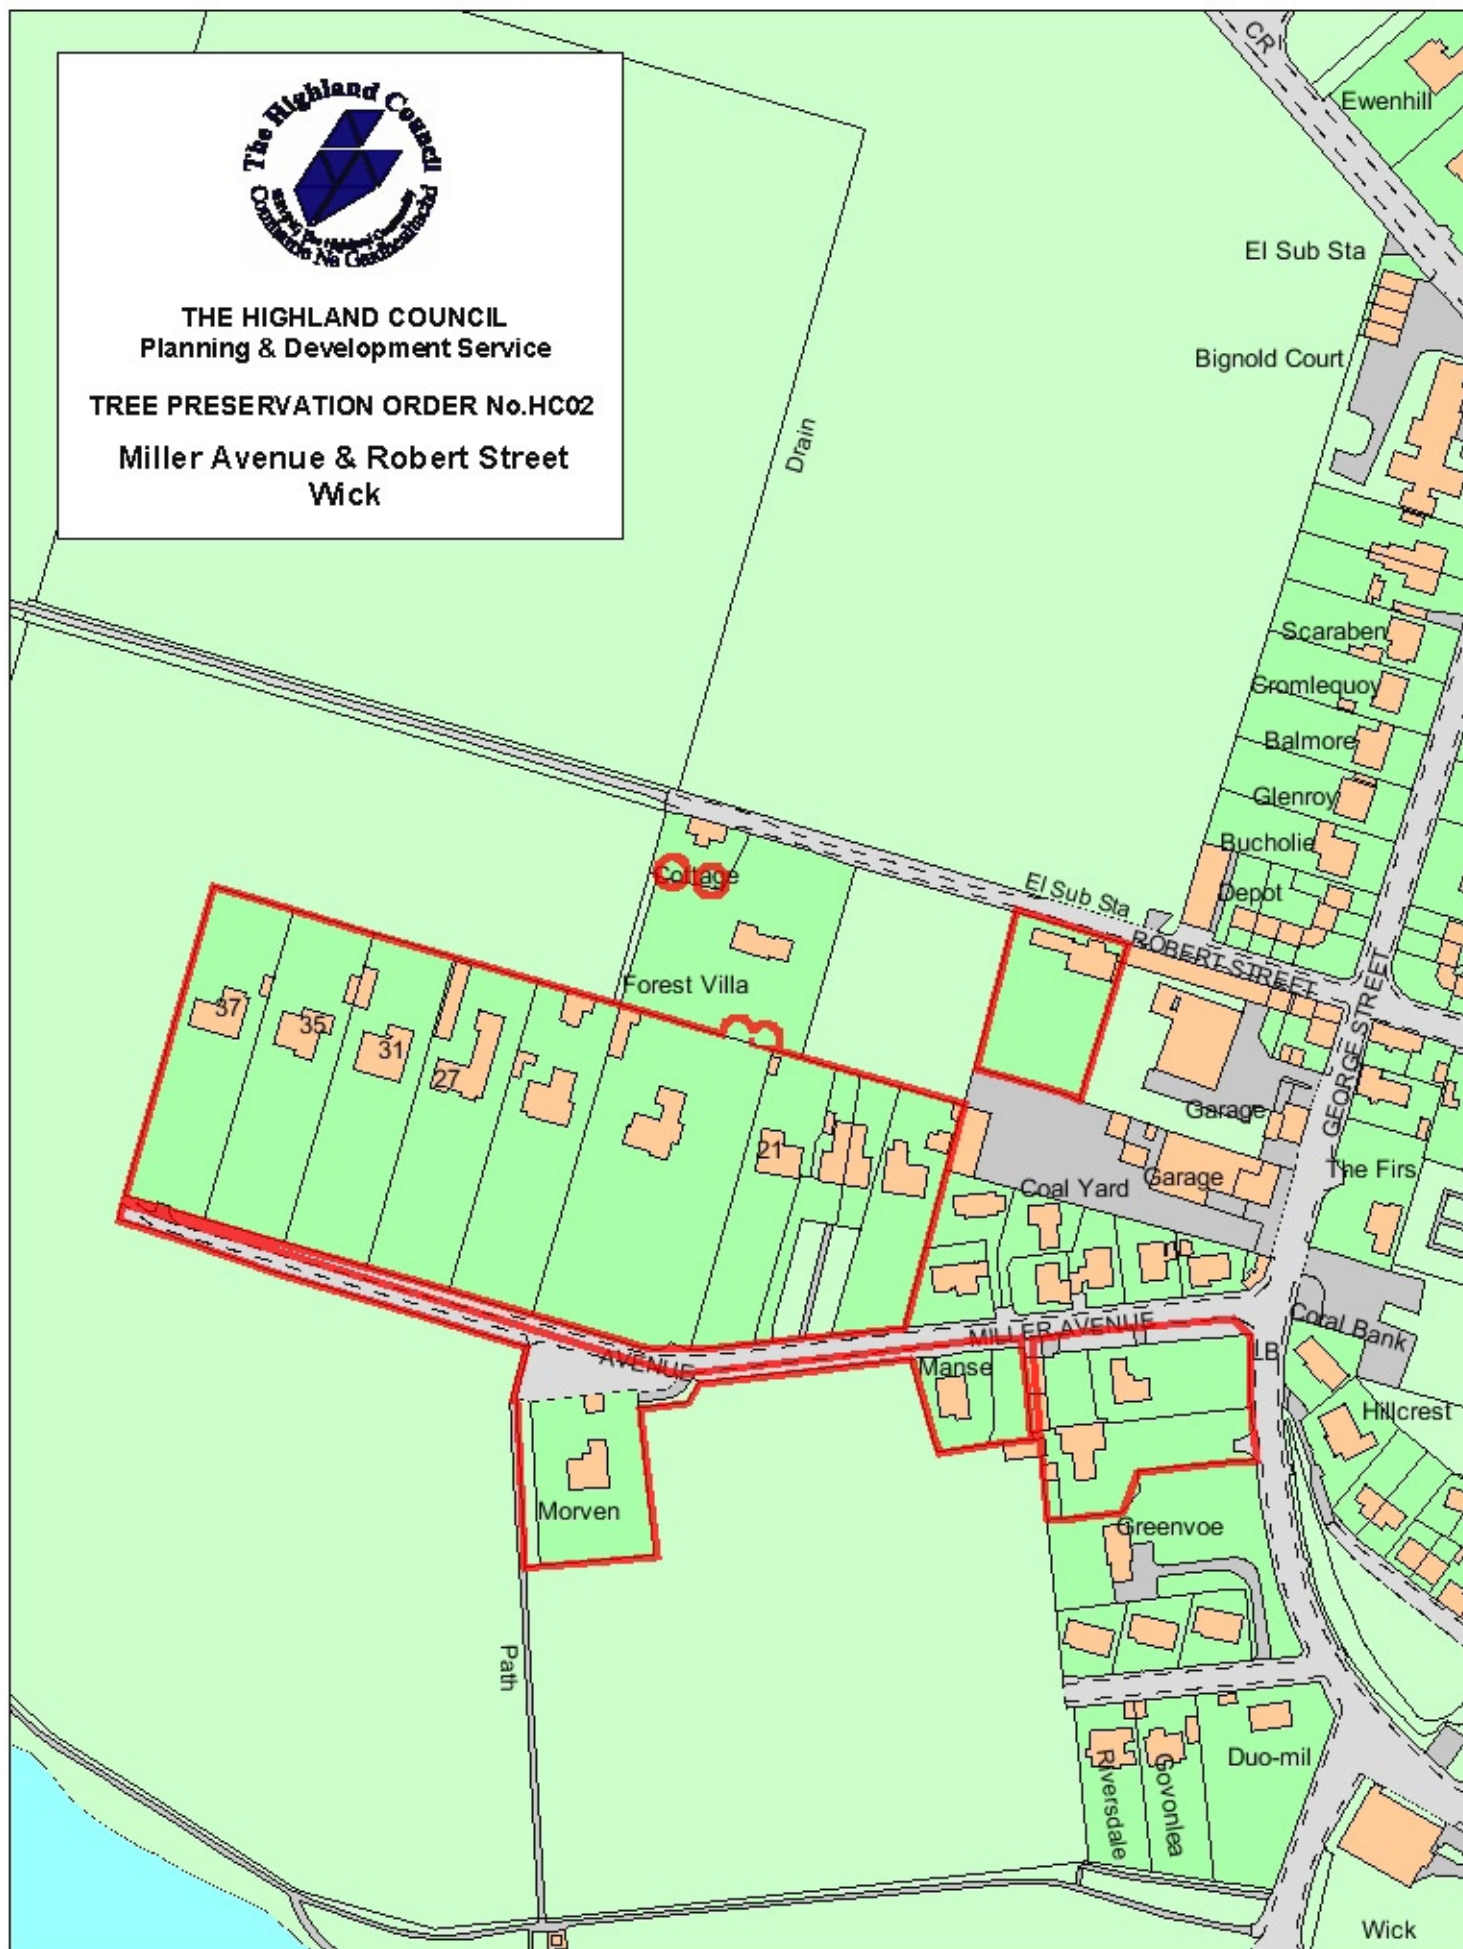 The Highland Council
Comhairle Na Gaidhealtachd
THE HIGHLAND COUNCIL
Planning & Development Service
TREE PRESERVATION ORDER No.HC02
Miller Avenue & Robert Street
Wick
CR
Ewenhill
El Sub Sta
Bignold Court
Drain
Scaraben
Cromlequoy
Balmore
Glenroy
Bucholie
Depot
Cottage
El Sub Sta
ROBERT STREET
Forest Villa
GEORGE STREET
37
35
31
27
21
Garage
Garage
The Firs
Coal Yard
MILLER AVENUE
AVENUE
Coral Bank
LB
Manse
Hillcrest
Morven
Greenvoe
Path
Riversdale
Govonlea
Duo-mil
Wick